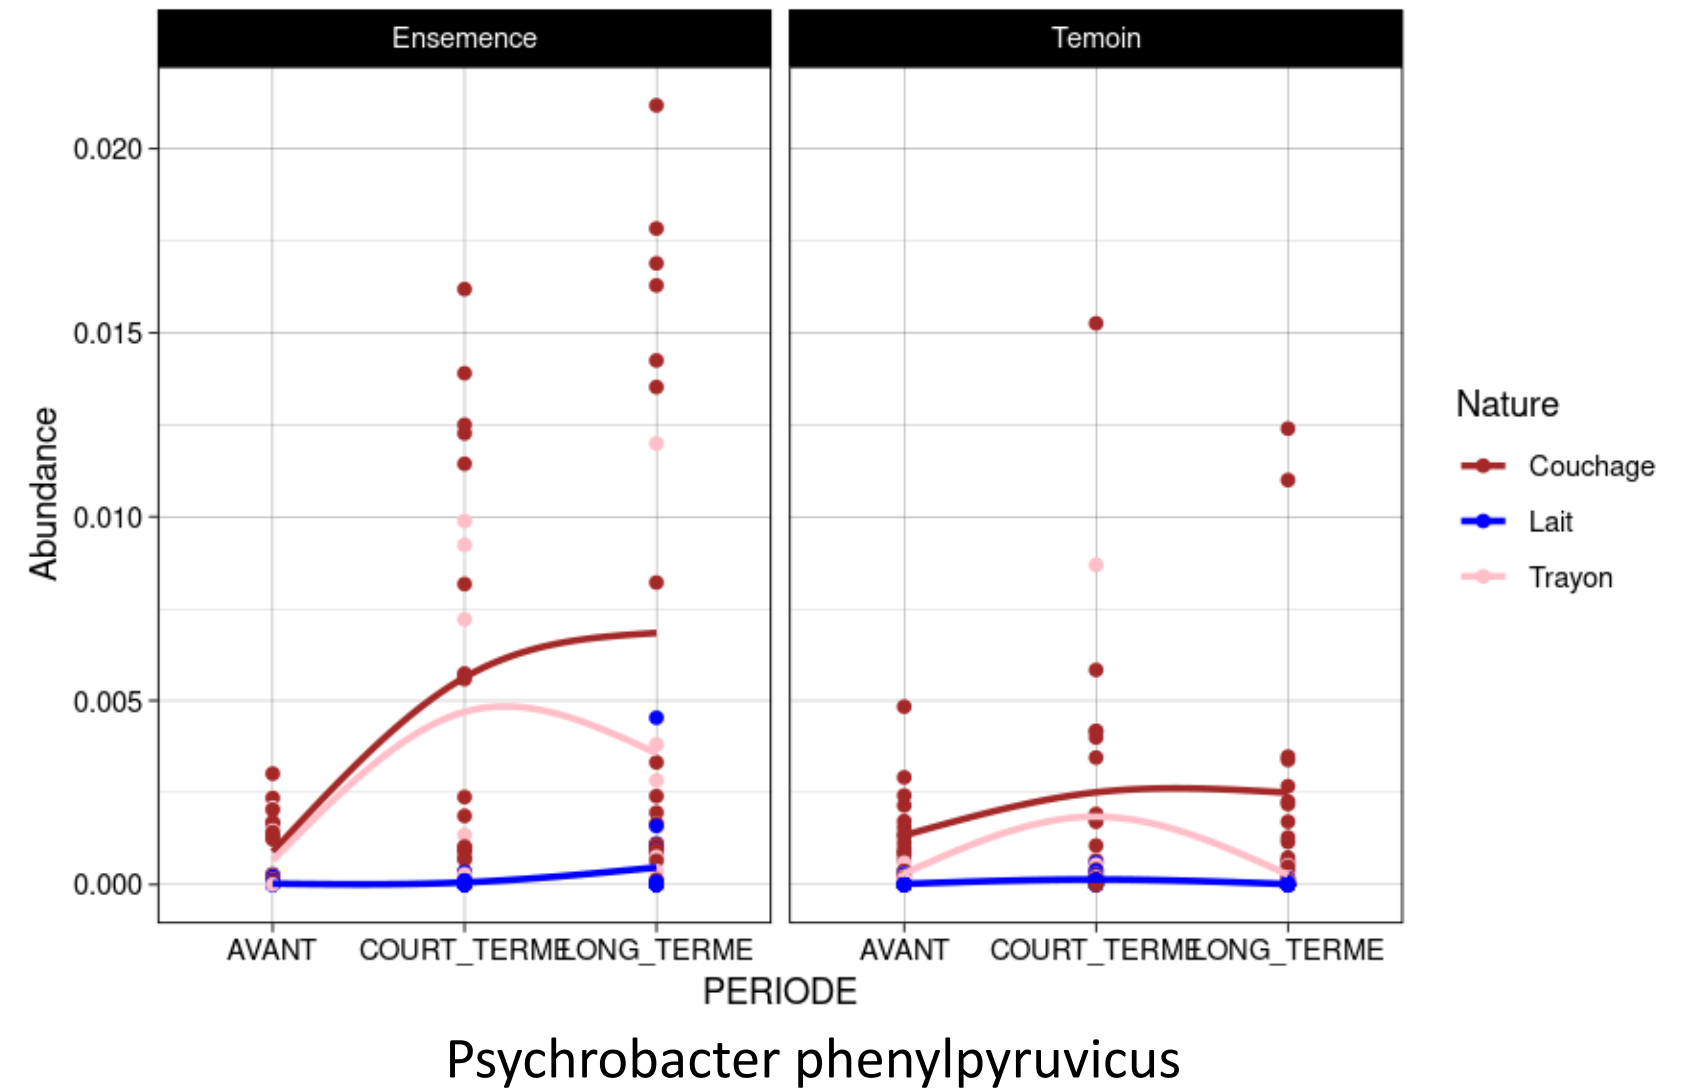 Ensemence
Temoin
0.020
0.015
0.010
0.005
0.000
Abundance
AVANT COURT_TERME LONG_TERME
AVANT COURT_TERME LONG_TERME
PERIODE
Nature
Couchage
Lait
Trayon
Psychrobacter phenylpyruvicus